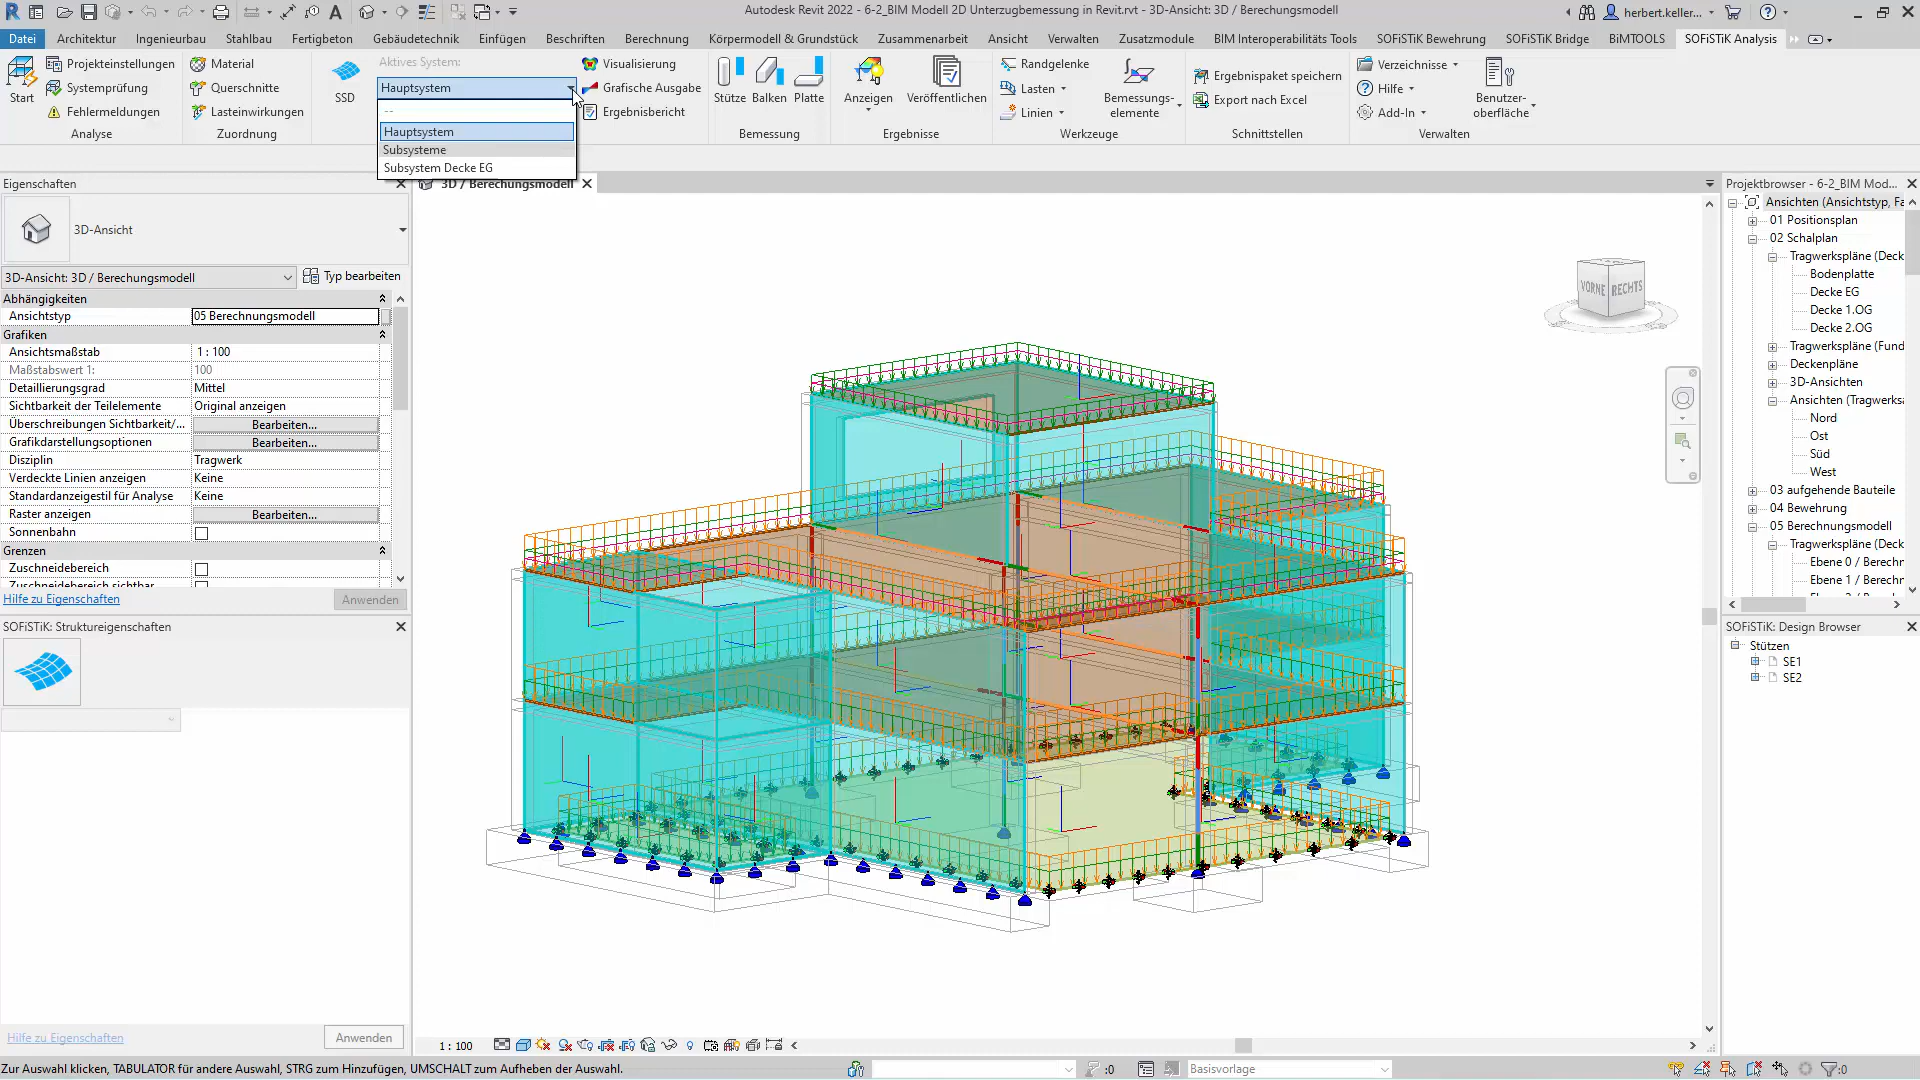 Autodesk Revit 2022 - 6-2_BIM Modell 2D Unterzugbemessung in Revit.rvt - 3D-Ansicht: 3D / Berechungsmodell
herbert.keller...
Datei Architektur Ingenieurbau Stahlbau Fertigbeton Gebäudetechnik Einfügen Beschriften Berechnung Körpermodell & Grundstück Zusammenarbeit Ansicht Verwalten Zusatzmodule BIM Interoperabilitäts Tools SOFiSTiK Bewehrung SOFiSTiK Bridge BiMTOOLS SOFiSTiK Analysis
Start
Projekteinstellungen
Systemprüfung
Fehlermeldungen
Analyse
Material
Querschnitte
Lasteinwirkungen
Zuordnung
SSD
Aktives System:
Hauptsystem
--
Hauptsystem
Subsysteme
Subsystem Decke EG
Visualisierung
Grafische Ausgabe
Ergebnisbericht
Stütze Balken Platte
Bemessung
Anzeigen Veröffentlichen
Ergebnisse
Randgelenke
Lasten
Linien
Bemessungs-
elemente
Werkzeuge
Ergebnispaket speichern
Export nach Excel
Schnittstellen
Verzeichnisse
Hilfe
Add-In
Benutzer-
oberfläche
Verwalten
Eigenschaften
3D-Ansicht
3D-Ansicht: 3D / Berechungsmodell
Typ bearbeiten
Abhängigkeiten
Ansichtstyp 05 Berechnungsmodell
Grafiken
Ansichtsmaßstab 1 : 100
Maßstabswert 1: 100
Detaillierungsgrad Mittel
Sichtbarkeit der Teilelemente Original anzeigen
Überschreibungen Sichtbarkeit/... Bearbeiten...
Grafikdarstellungsoptionen Bearbeiten...
Disziplin Tragwerk
Verdeckte Linien anzeigen Keine
Standardanzeigestil für Analyse Keine
Raster anzeigen Bearbeiten...
Sonnenbahn
Grenzen
Zuschneidebereich
Zuschneidebereich sichtbar
Hilfe zu Eigenschaften
Anwenden
SOFiSTiK: Struktureigenschaften
Hilfe zu Eigenschaften
Anwenden
3D / Berechungsmodell
VORNE RECHTS
1 : 100
Projektbrowser - 6-2_BIM Mod...
Ansichten (Ansichtstyp, Fa
01 Positionsplan
02 Schalplan
Tragwerkspläne (Deck
Bodenplatte
Decke EG
Decke 1.OG
Decke 2.OG
Tragwerkspläne (Fund
Deckenpläne
3D-Ansichten
Ansichten (Tragwerksa
Nord
Ost
Süd
West
03 aufgehende Bauteile
04 Bewehrung
05 Berechnungsmodell
Tragwerkspläne (Deck
Ebene 0 / Berechn
Ebene 1 / Berechn
SOFiSTiK: Design Browser
Stützen
SE1
SE2
Zur Auswahl klicken, TABULATOR für andere Auswahl, STRG zum Hinzufügen, UMSCHALT zum Aufheben der Auswahl.
:0
Basisvorlage
:0